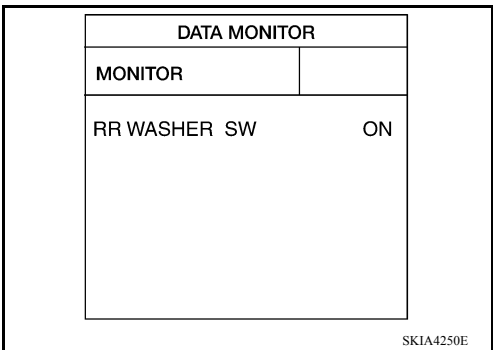 DATA MONITOR
MONITOR
RR WASHER SW ON
SKIA4250E